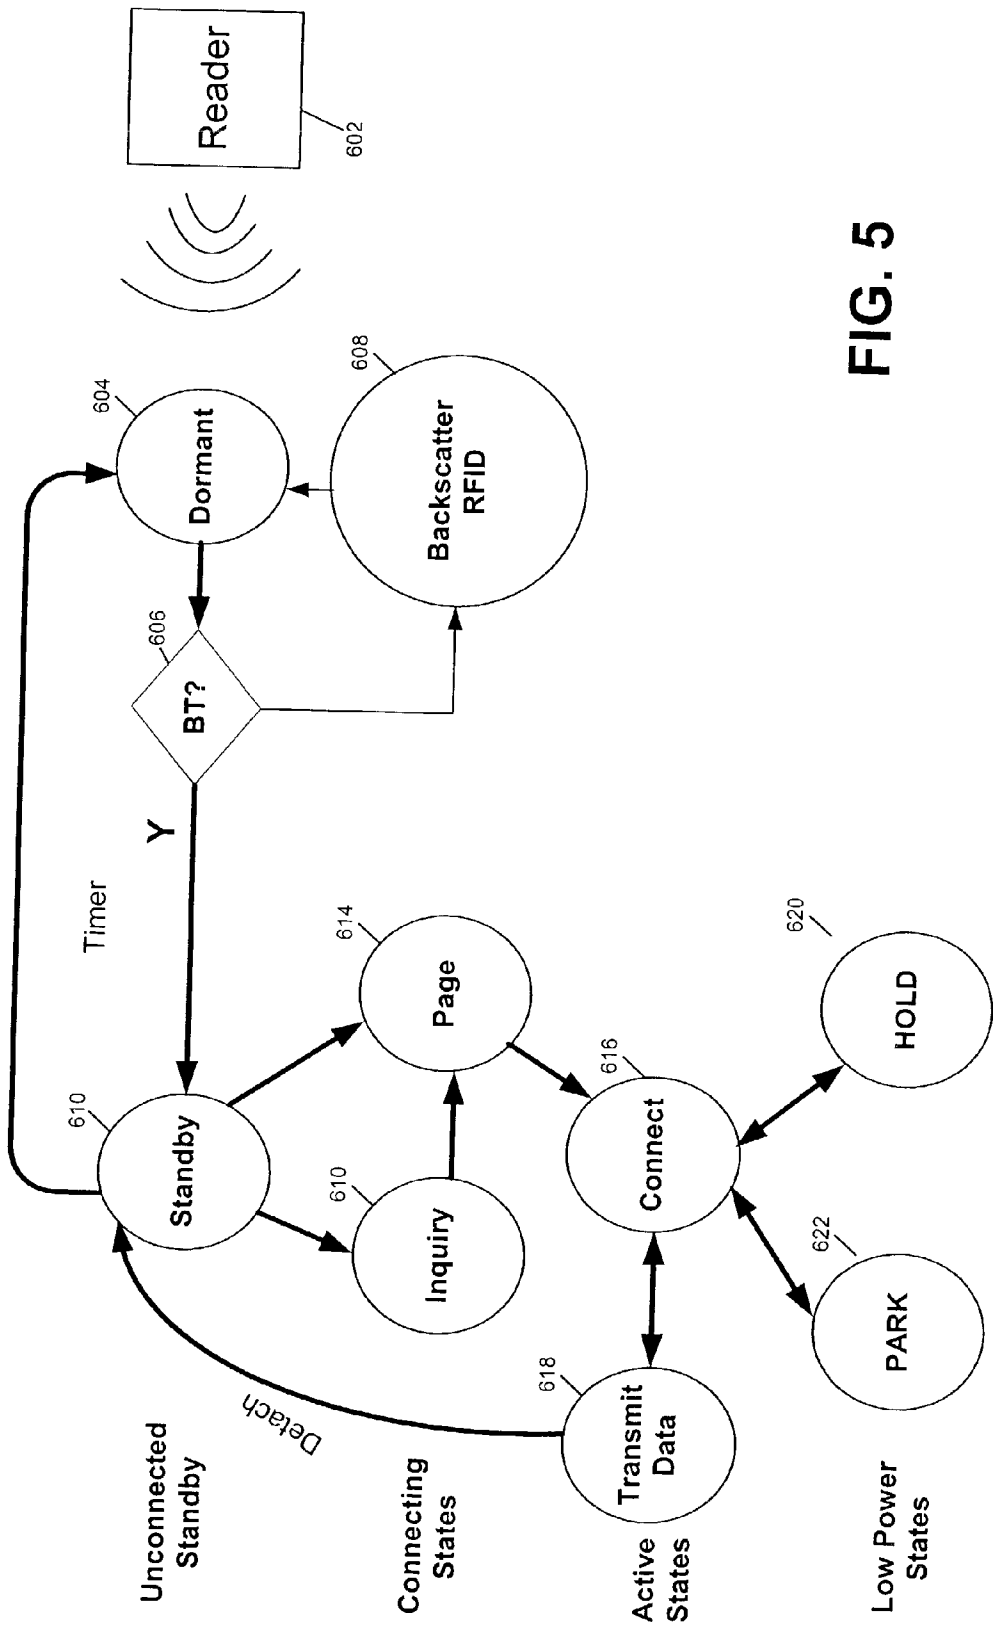 Unconnected
Standby
Detach
Timer
610
Standby
Y
606
BT?
604
Dormant
Reader
602
Connecting
States
610
Inquiry
614
Page
608
Backscatter
RFID
Active
States
618
Transmit
Data
616
Connect
Low Power
States
622
PARK
620
HOLD
FIG. 5